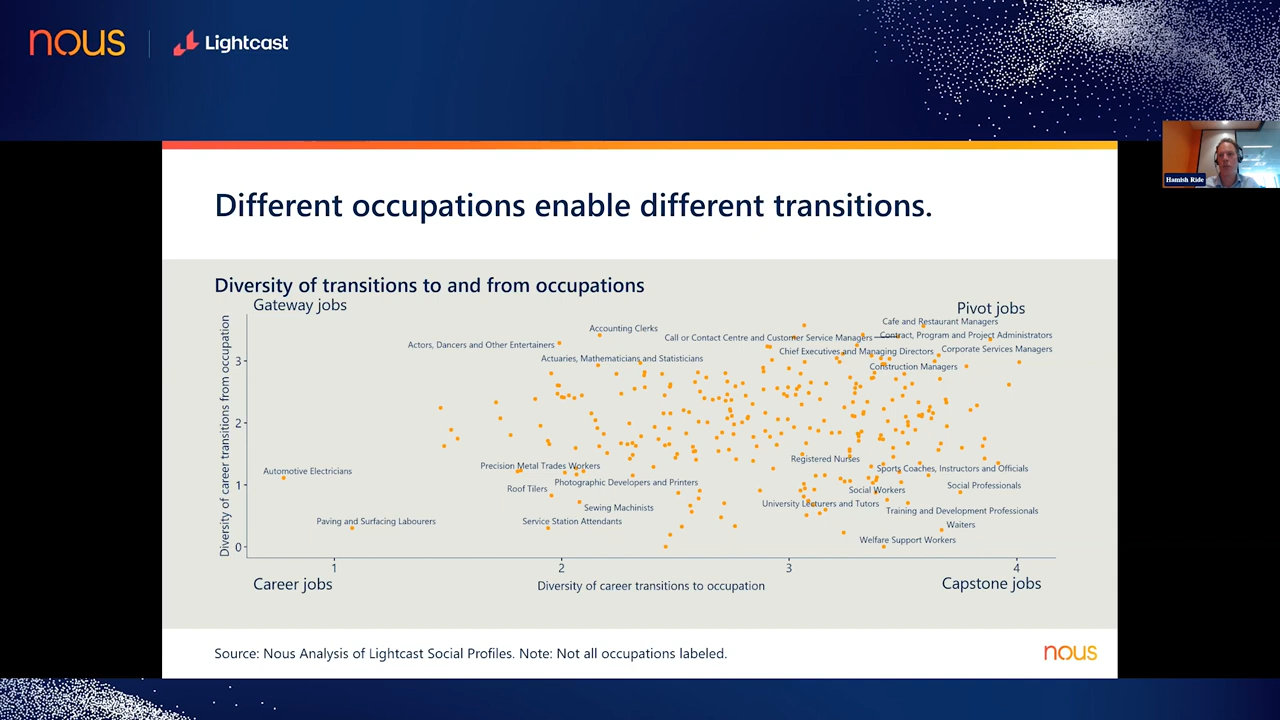 nous
Lightcast
Hamish Ride
Different occupations enable different transitions.
Diversity of transitions to and from occupations
Gateway jobs
Pivot jobs
Cafe and Restaurant Managers
Accounting Clerks
Call or Contact Centre and Customer Service Managers
Contract, Program and Project Administrators
Actors, Dancers and Other Entertainers
Chief Executives and Managing Directors
Corporate Services Managers
Actuaries, Mathematicians and Statisticians
Construction Managers
Registered Nurses
Precision Metal Trades Workers
Sports Coaches, Instructors and Officials
Automotive Electricians
Photographic Developers and Printers
Social Professionals
Roof Tilers
Social Workers
University Lecturers and Tutors
Sewing Machinists
Training and Development Professionals
Paving and Surfacing Labourers
Service Station Attendants
Waiters
Welfare Support Workers
Diversity of career transitions from occupation
3
2
1
0
1
2
3
4
Career jobs
Diversity of career transitions to occupation
Capstone jobs
Source: Nous Analysis of Lightcast Social Profiles. Note: Not all occupations labeled.
nous